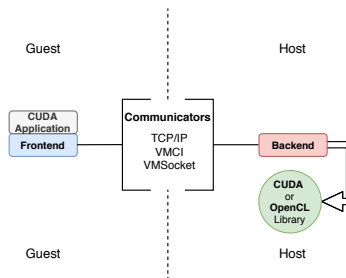 Guest
Host
CUDA
Application
Frontend
Communicators
TCP/IP
VMCI
VMSocket
Backend
CUDA
or
OpenCL
Library
Guest
Host